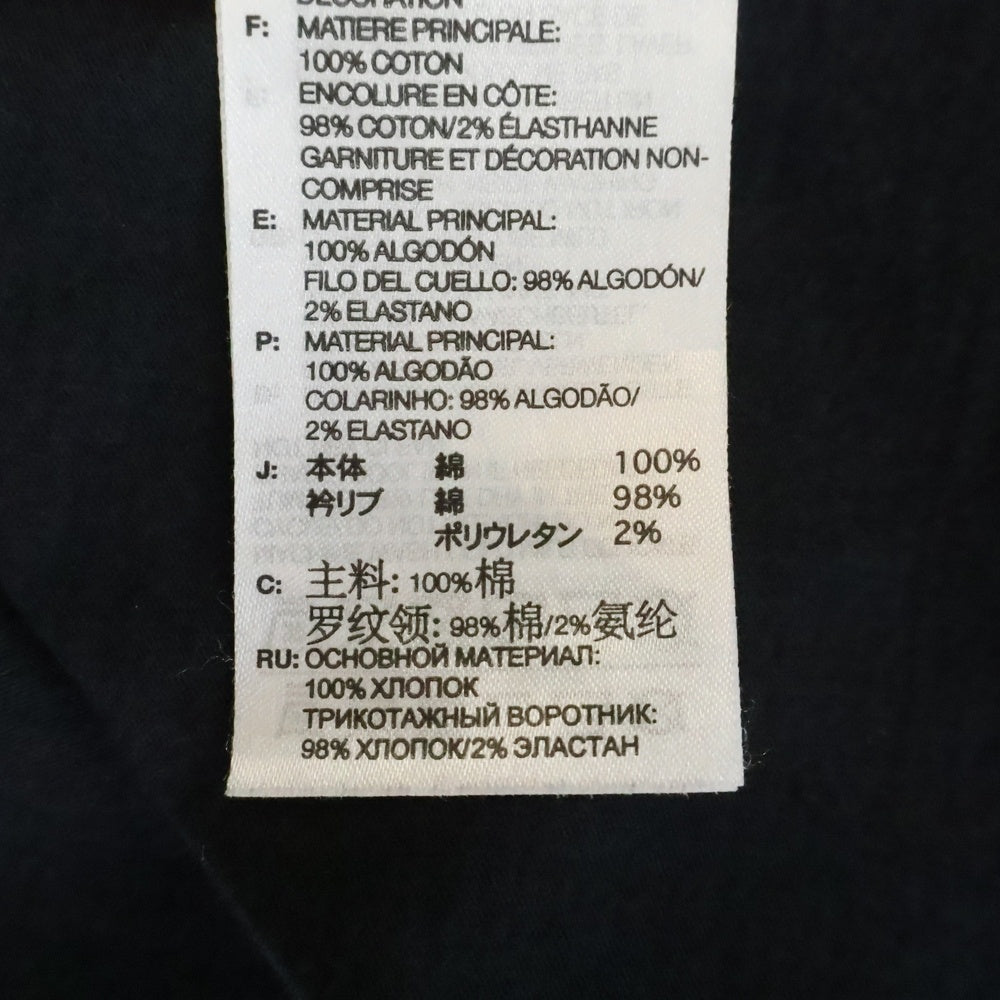 DÉCORATION
F: MATIERE PRINCIPALE:
100% COTON
ENCOLURE EN CÔTE:
98% COTON/2% ÉLASTHANNE
GARNITURE ET DÉCORATION NON-
COMPRISE
E: MATERIAL PRINCIPAL:
100% ALGODÓN
FILO DEL CUELLO: 98% ALGODÓN/
2% ELASTANO
P: MATERIAL PRINCIPAL:
100% ALGODÃO
COLARINHO: 98% ALGODÃO/
2% ELASTANO
J: 本体 綿 100%
衿リブ 綿 98%
ポリウレタン 2%
C: 主料: 100%棉
罗纹领: 98%棉/2%氨纶
RU: ОСНОВНОЙ МАТЕРИАЛ:
100% ХЛОПОК
ТРИКОТАЖНЫЙ ВОРОТНИК:
98% ХЛОПОК/2% ЭЛАСТАН